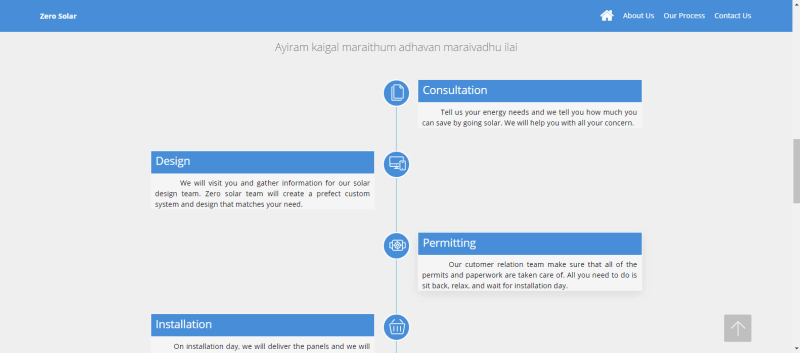 Zero Solar
About Us Our Process Contact Us
Ayiram kaigal maraithum adhavan maraivadhu ilai
Consultation
Tell us your energy needs and we tell you how much you
can save by going solar. We will help you with all your concern.
Design
We will visit you and gather information for our solar
design team. Zero solar team will create a prefect custom
system and design that matches your need.
Permitting
Our cutomer relation team make sure that all of the
permits and paperwork are taken care of. All you need to do is
sit back, relax, and wait for installation day.
Installation
On installation day, we will deliver the panels and we will